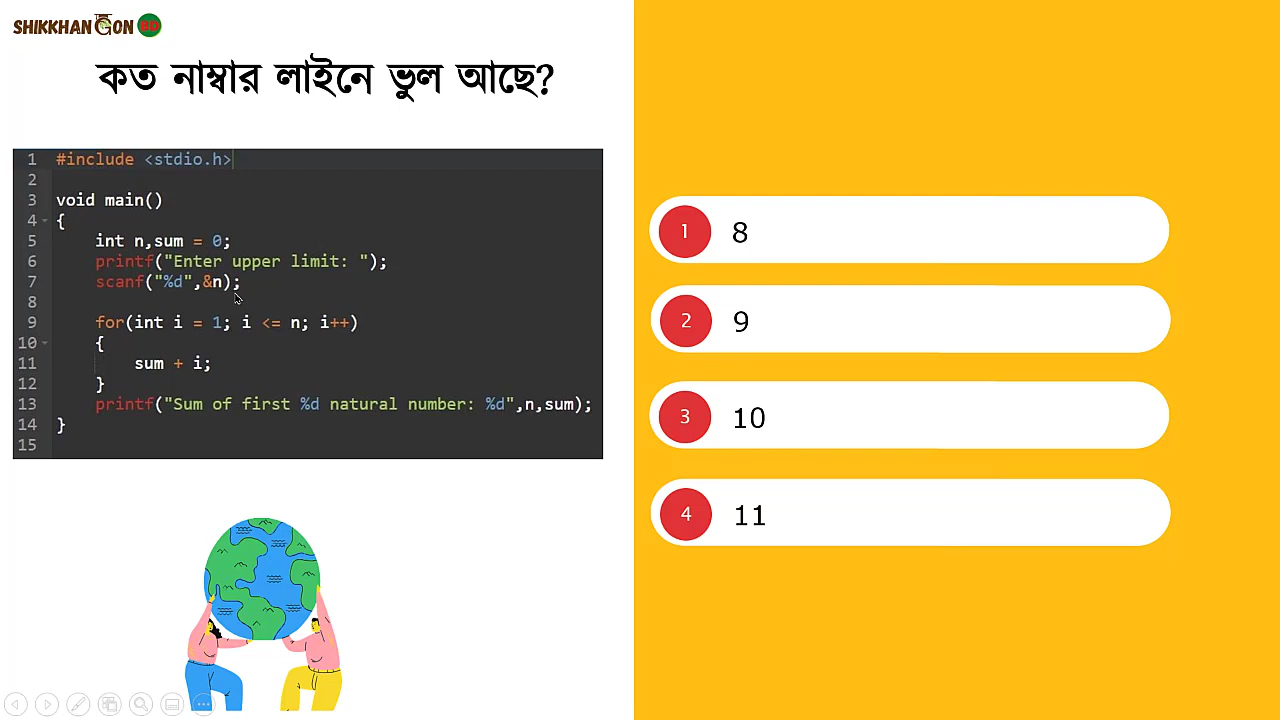 SHIKKHANGON BD
কত নাম্বার লাইনে ভুল আছে?
1 #include <stdio.h>
2
3 void main()
4 {
5 int n,sum = 0;
6 printf("Enter upper limit: ");
7 scanf("%d",&n);
8
9 for(int i = 1; i <= n; i++)
10 {
11 sum + i;
12 }
13 printf("Sum of first %d natural number: %d",n,sum);
14 }
15
1 8
2 9
3 10
4 11